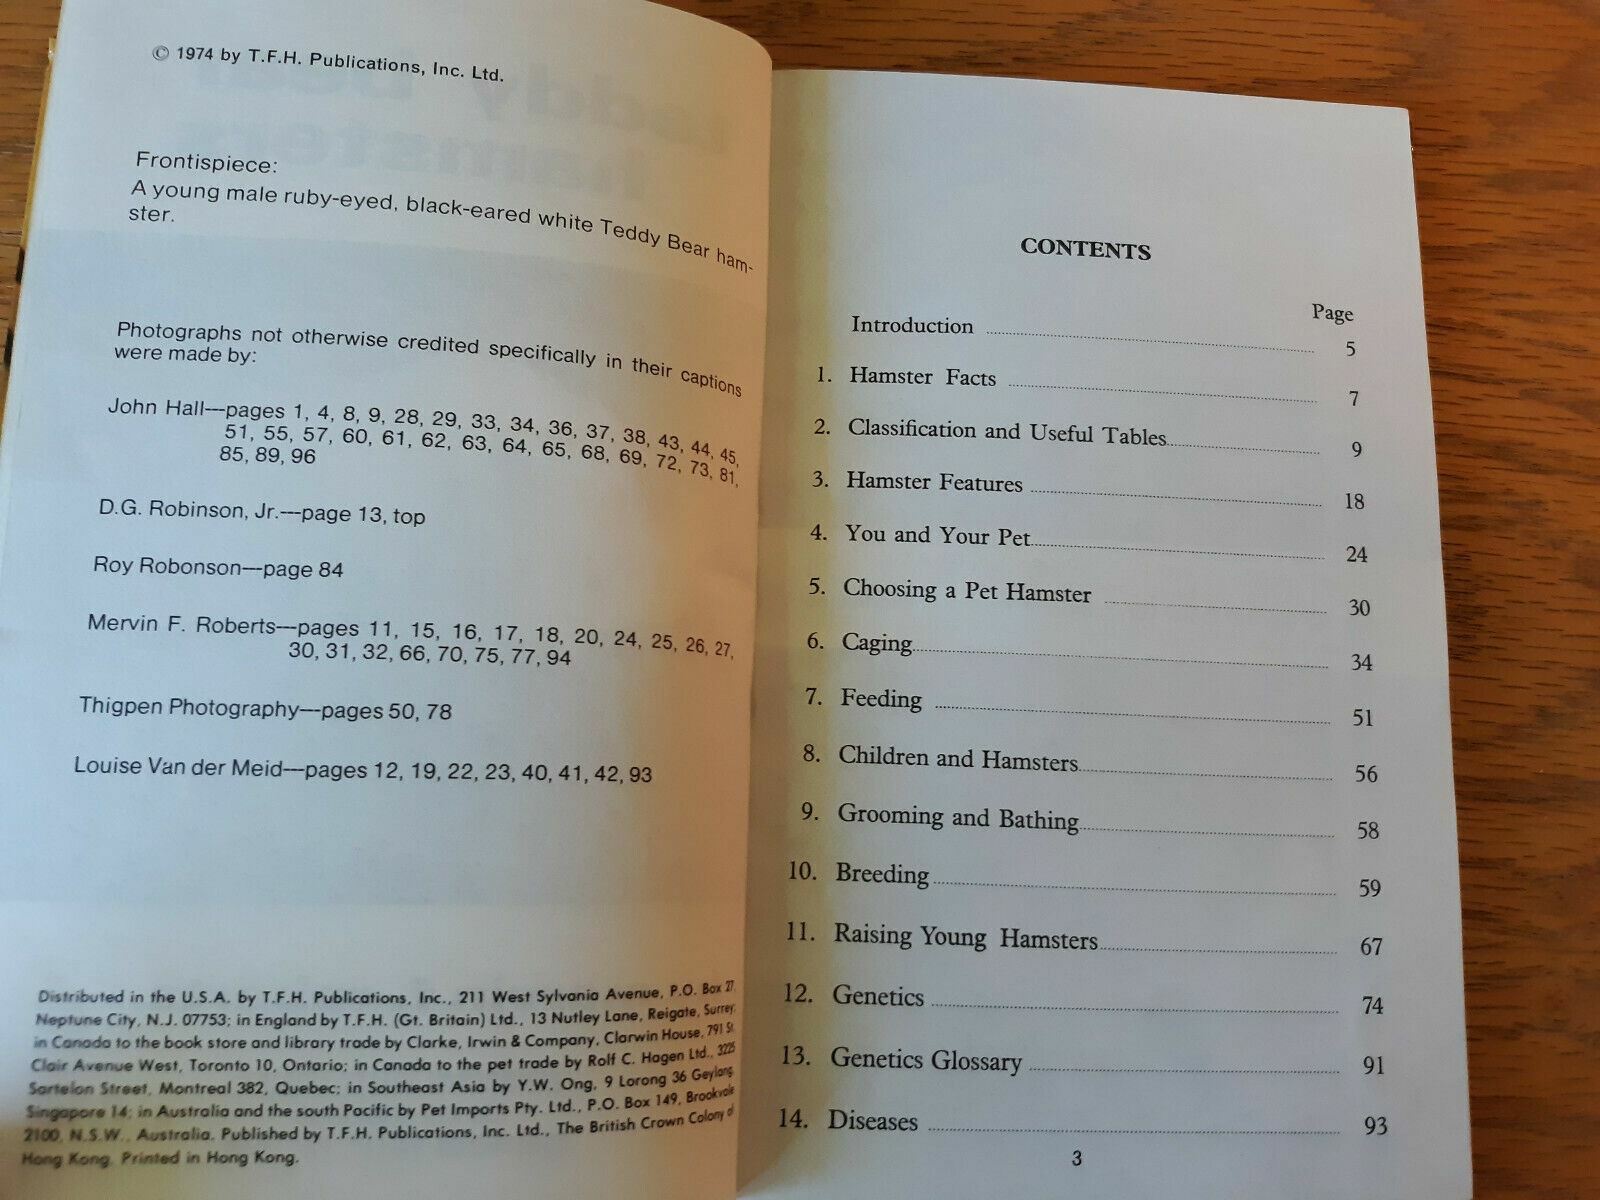 © 1974 by T.F.H. Publications, Inc. Ltd.
Frontispiece:
A young male ruby-eyed, black-eared white Teddy Bear ham-
ster.
Photographs not otherwise credited specifically in their captions
were made by:
John Hall—pages 1, 4, 8, 9, 28, 29, 33, 34, 36, 37, 38, 43, 44, 45,
51, 55, 57, 60, 61, 62, 63, 64, 65, 68, 69, 72, 73, 81,
85, 89, 96
D.G. Robinson, Jr.—page 13, top
Roy Robonson—page 84
Mervin F. Roberts—pages 11, 15, 16, 17, 18, 20, 24, 25, 26, 27,
30, 31, 32, 66, 70, 75, 77, 94
Thigpen Photography—pages 50, 78
Louise Van der Meid—pages 12, 19, 22, 23, 40, 41, 42, 93
Distributed in the U.S.A. by T.F.H. Publications, Inc., 211 West Sylvania Avenue, P.O. Box 27,
Neptune City, N.J. 07753; in England by T.F.H. (Gt. Britain) Ltd., 13 Nutley Lane, Reigate, Surrey;
in Canada to the book store and library trade by Clarke, Irwin & Company, Clarwin House, 791 St.
Clair Avenue West, Toronto 10, Ontario; in Canada to the pet trade by Rolf C. Hagen Ltd., 3225
Sartelon Street, Montreal 382, Quebec; in Southeast Asia by Y.W. Ong, 9 Lorong 36 Geylang,
Singapore 14; in Australia and the south Pacific by Pet Imports Pty. Ltd., P.O. Box 149, Brookvale
2100, N.S.W., Australia. Published by T.F.H. Publications, Inc. Ltd., The British Crown Colony of
Hong Kong. Printed in Hong Kong.
CONTENTS
Page
Introduction 5
1. Hamster Facts 7
2. Classification and Useful Tables 9
3. Hamster Features 18
4. You and Your Pet 24
5. Choosing a Pet Hamster 30
6. Caging 34
7. Feeding 51
8. Children and Hamsters 56
9. Grooming and Bathing 58
10. Breeding 59
11. Raising Young Hamsters 67
12. Genetics 74
13. Genetics Glossary 91
14. Diseases 93
3